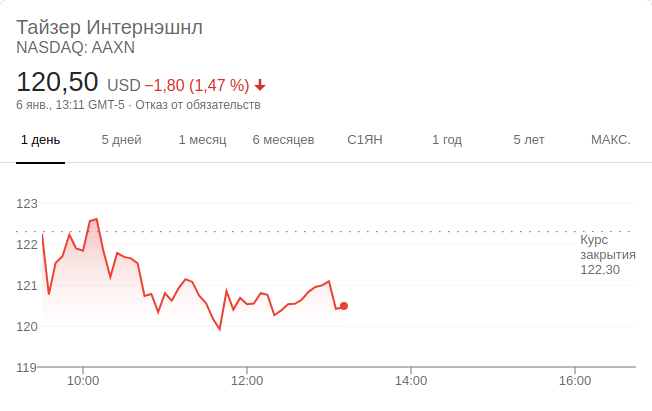 Тайзер Интернэшнл
NASDAQ: AAXN
120,50 USD −1,80 (1,47 %)
6 янв., 13:11 GMT-5 · Отказ от обязательств
1 день 5 дней 1 месяц 6 месяцев С1ЯН 1 год 5 лет МАКС.
123
122
121
120
119
Курс
закрытия
122,30
10:00 12:00 14:00 16:00